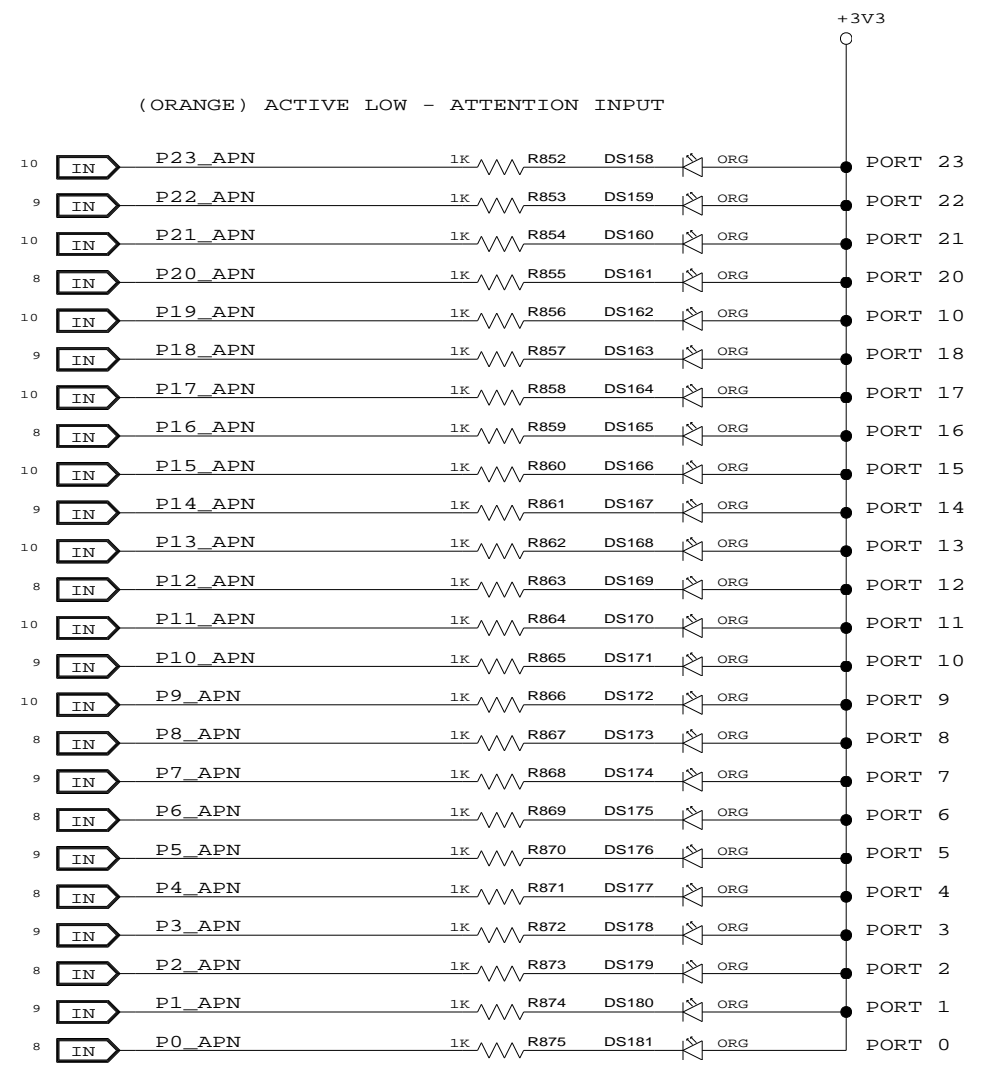 +3V3
(ORANGE) ACTIVE LOW – ATTENTION INPUT
10 IN P23_APN 1K R852 DS158 ORG PORT 23
9 IN P22_APN 1K R853 DS159 ORG PORT 22
10 IN P21_APN 1K R854 DS160 ORG PORT 21
8 IN P20_APN 1K R855 DS161 ORG PORT 20
10 IN P19_APN 1K R856 DS162 ORG PORT 10
9 IN P18_APN 1K R857 DS163 ORG PORT 18
10 IN P17_APN 1K R858 DS164 ORG PORT 17
8 IN P16_APN 1K R859 DS165 ORG PORT 16
10 IN P15_APN 1K R860 DS166 ORG PORT 15
9 IN P14_APN 1K R861 DS167 ORG PORT 14
10 IN P13_APN 1K R862 DS168 ORG PORT 13
8 IN P12_APN 1K R863 DS169 ORG PORT 12
10 IN P11_APN 1K R864 DS170 ORG PORT 11
9 IN P10_APN 1K R865 DS171 ORG PORT 10
10 IN P9_APN 1K R866 DS172 ORG PORT 9
8 IN P8_APN 1K R867 DS173 ORG PORT 8
9 IN P7_APN 1K R868 DS174 ORG PORT 7
8 IN P6_APN 1K R869 DS175 ORG PORT 6
9 IN P5_APN 1K R870 DS176 ORG PORT 5
8 IN P4_APN 1K R871 DS177 ORG PORT 4
9 IN P3_APN 1K R872 DS178 ORG PORT 3
8 IN P2_APN 1K R873 DS179 ORG PORT 2
9 IN P1_APN 1K R874 DS180 ORG PORT 1
8 IN P0_APN 1K R875 DS181 ORG PORT 0